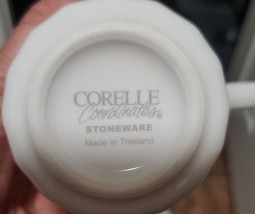 CORELLE
Coordinates®
STONEWARE
Made in Thailand